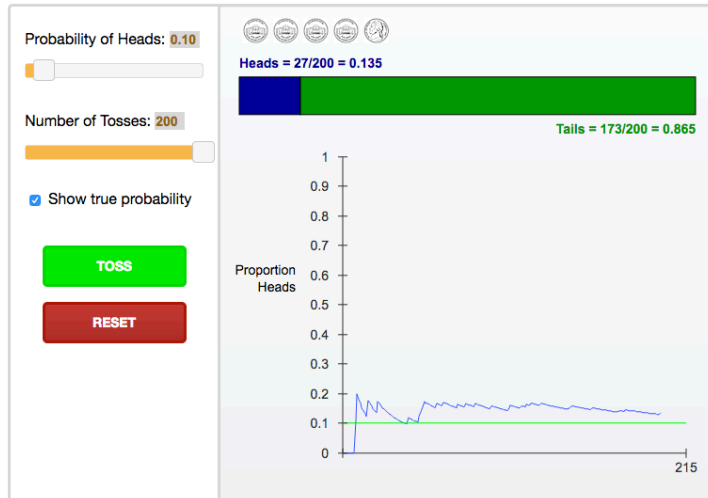 Probability of Heads: 0.10
Number of Tosses: 200
Show true probability
TOSS
RESET
Heads = 27/200 = 0.135
Tails = 173/200 = 0.865
1
0.9
0.8
0.7
Proportion
Heads
0.6
0.5
0.4
0.3
0.2
0.1
0
215